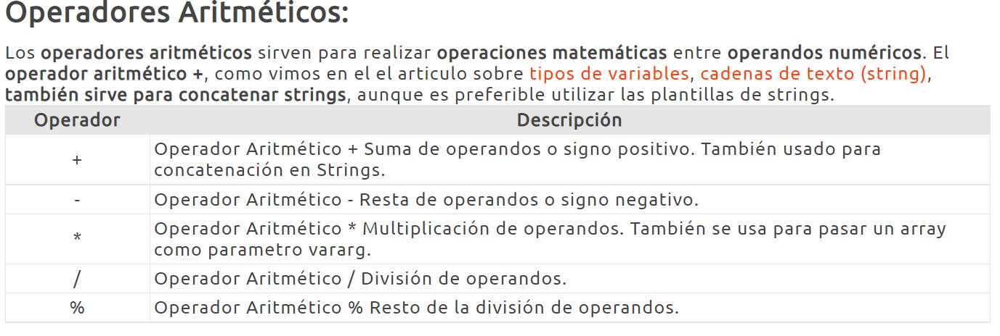 Operadores Aritméticos:
Los operadores aritméticos sirven para realizar operaciones matemáticas entre operandos numéricos. El
operador aritmético +, como vimos en el el articulo sobre tipos de variables, cadenas de texto (string),
también sirve para concatenar strings, aunque es preferible utilizar las plantillas de strings.
Operador Descripción
+ Operador Aritmético + Suma de operandos o signo positivo. También usado para
concatenación en Strings.
- Operador Aritmético - Resta de operandos o signo negativo.
* Operador Aritmético * Multiplicación de operandos. También se usa para pasar un array
como parametro vararg.
/ Operador Aritmético / División de operandos.
% Operador Aritmético % Resto de la división de operandos.